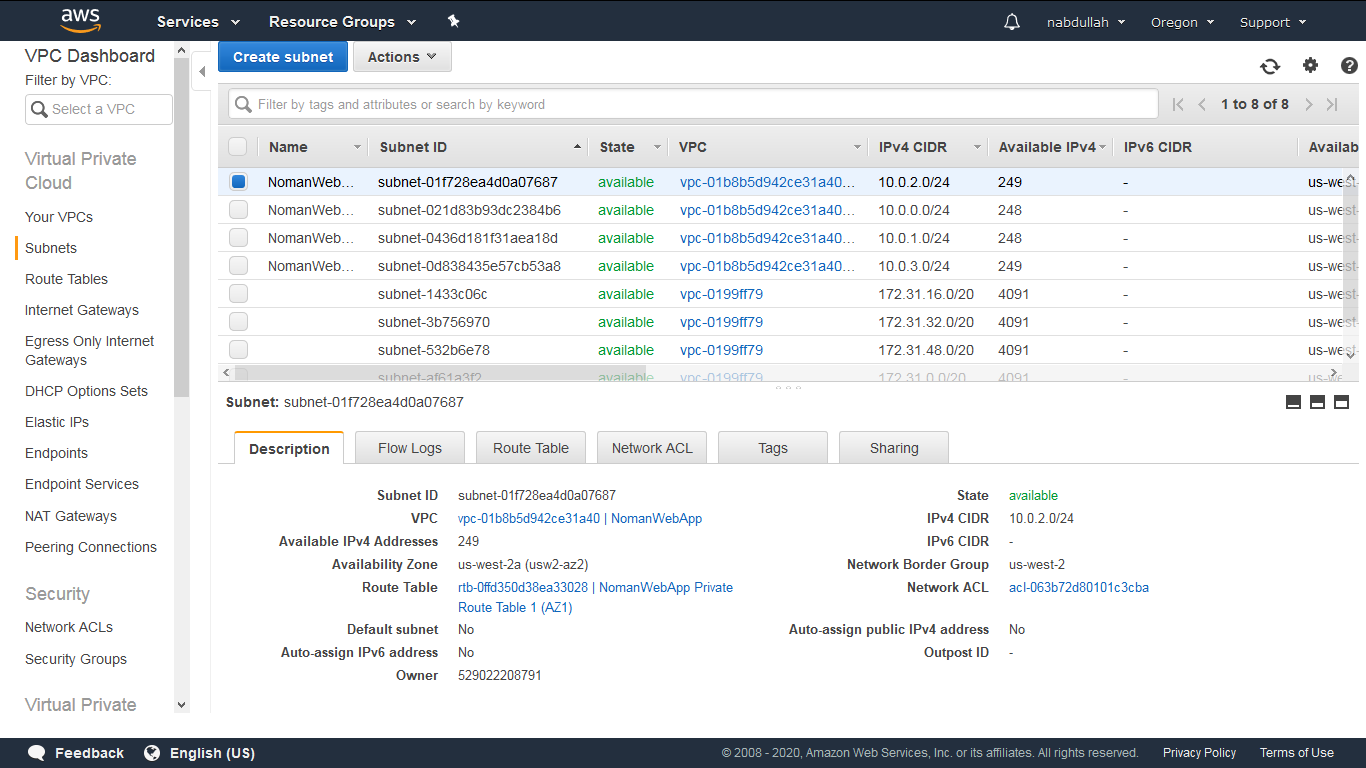 aws Services Resource Groups nabdullah Oregon Support
VPC Dashboard
Filter by VPC:
Select a VPC
Virtual Private
Cloud
Your VPCs
Subnets
Route Tables
Internet Gateways
Egress Only Internet
Gateways
DHCP Options Sets
Elastic IPs
Endpoints
Endpoint Services
NAT Gateways
Peering Connections
Security
Network ACLs
Security Groups
Virtual Private
Create subnet Actions
Filter by tags and attributes or search by keyword 1 to 8 of 8
Name Subnet ID State VPC IPv4 CIDR Available IPv4 IPv6 CIDR Availab
NomanWeb… subnet-01f728ea4d0a07687 available vpc-01b8b5d942ce31a40… 10.0.2.0/24 249 - us-west-
NomanWeb… subnet-021d83b93dc2384b6 available vpc-01b8b5d942ce31a40… 10.0.0.0/24 248 - us-west-
NomanWeb… subnet-0436d181f31aea18d available vpc-01b8b5d942ce31a40… 10.0.1.0/24 248 - us-west-
NomanWeb… subnet-0d838435e57cb53a8 available vpc-01b8b5d942ce31a40… 10.0.3.0/24 249 - us-west-
subnet-1433c06c available vpc-0199ff79 172.31.16.0/20 4091 - us-west-
subnet-3b756970 available vpc-0199ff79 172.31.32.0/20 4091 - us-west-
subnet-532b6e78 available vpc-0199ff79 172.31.48.0/20 4091 - us-west-
subnet-af61a3f2 available vpc-0199ff79 172.31.0.0/20 4091 - us-west-
Subnet: subnet-01f728ea4d0a07687
Description Flow Logs Route Table Network ACL Tags Sharing
Subnet ID subnet-01f728ea4d0a07687 State available
VPC vpc-01b8b5d942ce31a40 | NomanWebApp IPv4 CIDR 10.0.2.0/24
Available IPv4 Addresses 249 IPv6 CIDR -
Availability Zone us-west-2a (usw2-az2) Network Border Group us-west-2
Route Table rtb-0ffd350d38ea33028 | NomanWebApp Private Network ACL acl-063b72d80101c3cba
Route Table 1 (AZ1)
Default subnet No Auto-assign public IPv4 address No
Auto-assign IPv6 address No Outpost ID -
Owner 529022208791
Feedback English (US) © 2008 - 2020, Amazon Web Services, Inc. or its affiliates. All rights reserved. Privacy Policy Terms of Use